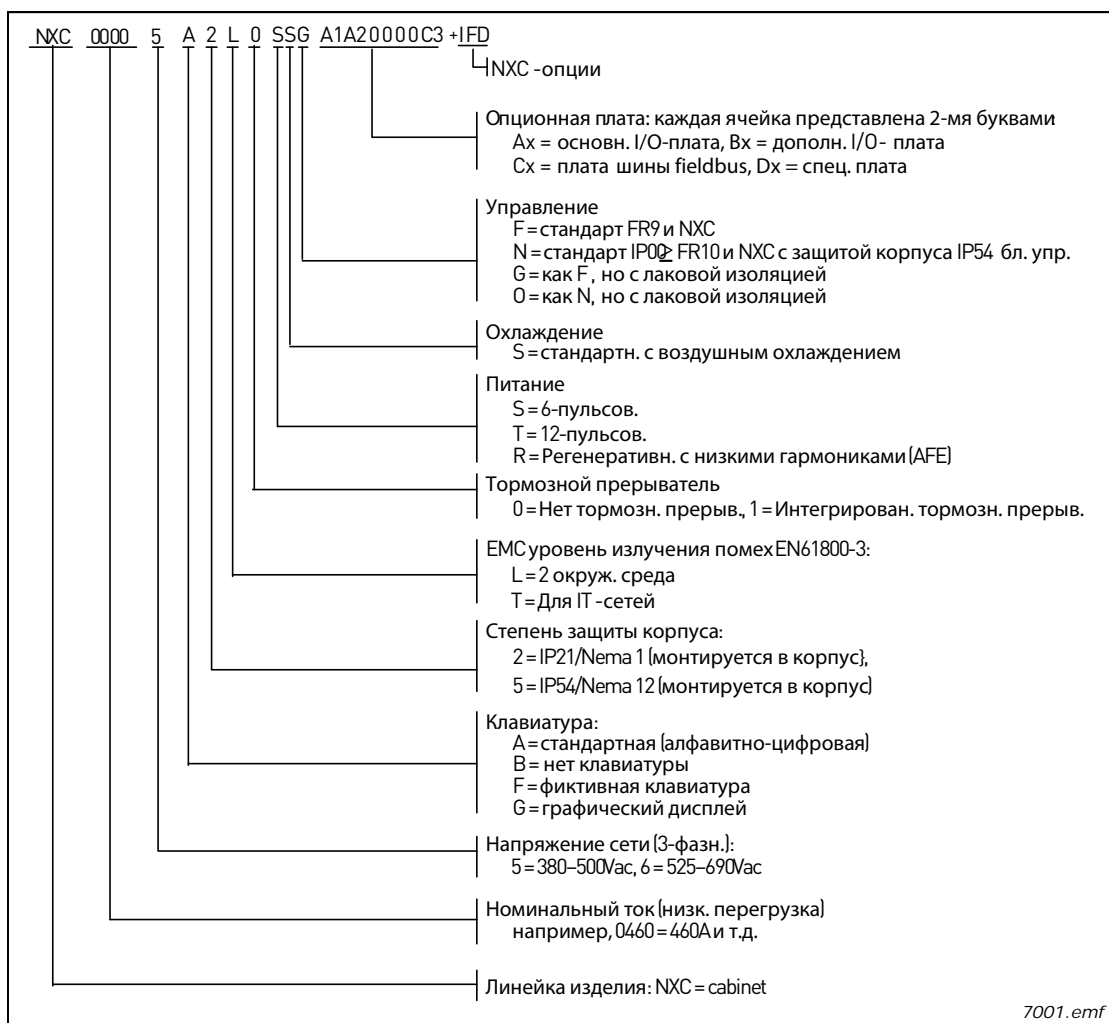 NXC 0000 5 A 2 L 0 SSG A1A20000C3 +IFD
NXC -опции
Опционная плата: каждая ячейка представлена 2-мя буквами
Ax = основн. I/O-плата, Bx = дополн. I/O- плата
Cx = плата шины fieldbus, Dx = спец. плата
Управление
F = стандарт FR9 и NXC
N = стандарт IP00≥ FR10 и NXC с защитой корпуса IP54 бл. упр.
G = как F, но с лаковой изоляцией
O = как N, но с лаковой изоляцией
Охлаждение
S = стандартн. с воздушным охлаждением
Питание
S = 6-пульсов.
T = 12-пульсов.
R = Регенеративн. с низкими гармониками (AFE)
Тормозной прерыватель
0 = Нет тормозн. прерыв., 1 = Интегрирован. тормозн. прерыв.
EMC уровень излучения помех EN61800-3:
L = 2 окруж. среда
T = Для IT -сетей
Степень защиты корпуса:
2 = IP21/Nema 1 (монтируется в корпус},
5 = IP54/Nema 12 (монтируется в корпус)
Клавиатура:
A = стандартная (алфавитно-цифровая)
B = нет клавиатуры
F = фиктивная клавиатура
G = графический дисплей
Напряжение сети (3-фазн.):
5 = 380–500Vac, 6 = 525–690Vac
Номинальный ток (низк. перегрузка)
например, 0460 = 460A и т.д.
Линейка изделия: NXC = cabinet
7001.emf